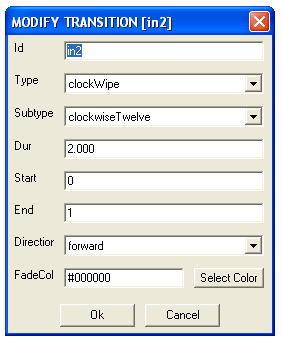 MODIFY TRANSITION [in2]
Id in2
Type clockWipe
Subtype clockwiseTwelve
Dur 2.000
Start 0
End 1
Direction forward
FadeCol #000000 Select Color
Ok Cancel